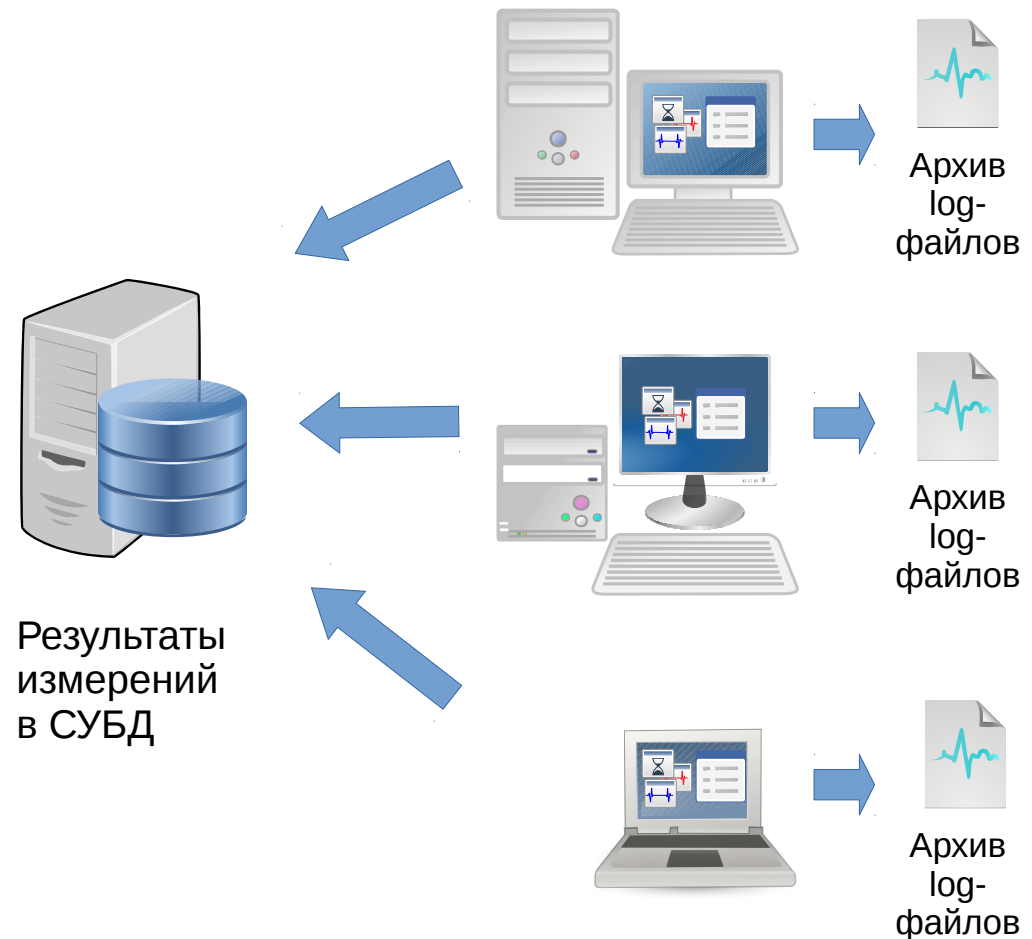 Архив
log-
файлов
Архив
log-
файлов
Результаты
измерений
в СУБД
Архив
log-
файлов